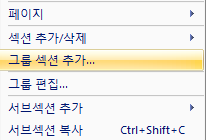 페이지
섹션 추가/삭제
그룹 섹션 추가...
그룹 편집...
서브섹션 추가
서브섹션 복사 Ctrl+Shift+C